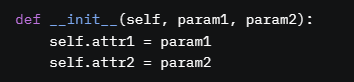 def __init__(self, param1, param2):
    self.attr1 = param1
    self.attr2 = param2